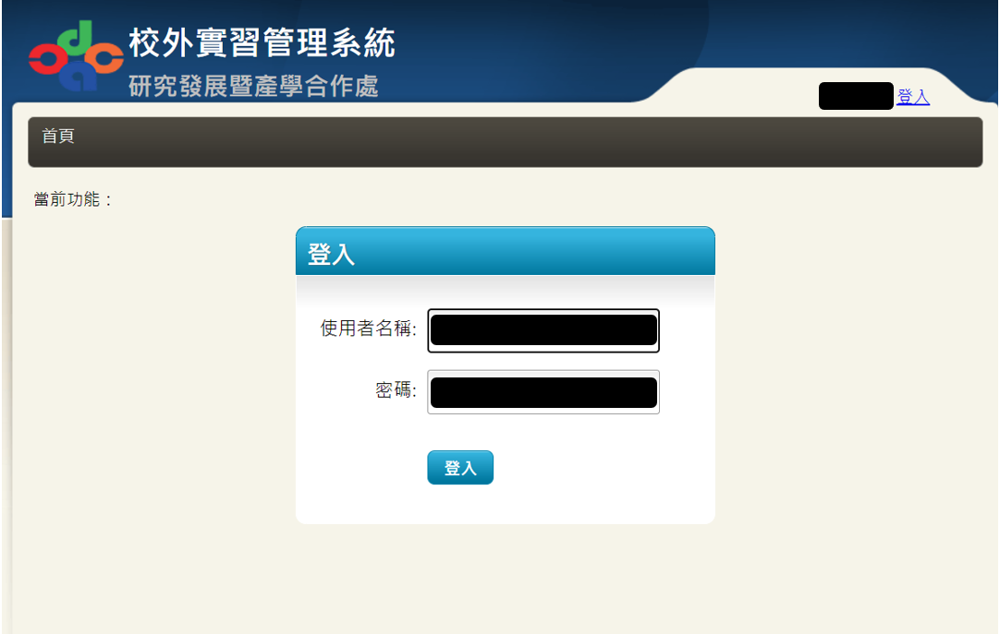 校外實習管理系統
研究發展暨產學合作處
登入
首頁
當前功能：
登入
使用者名稱:
密碼:
登入